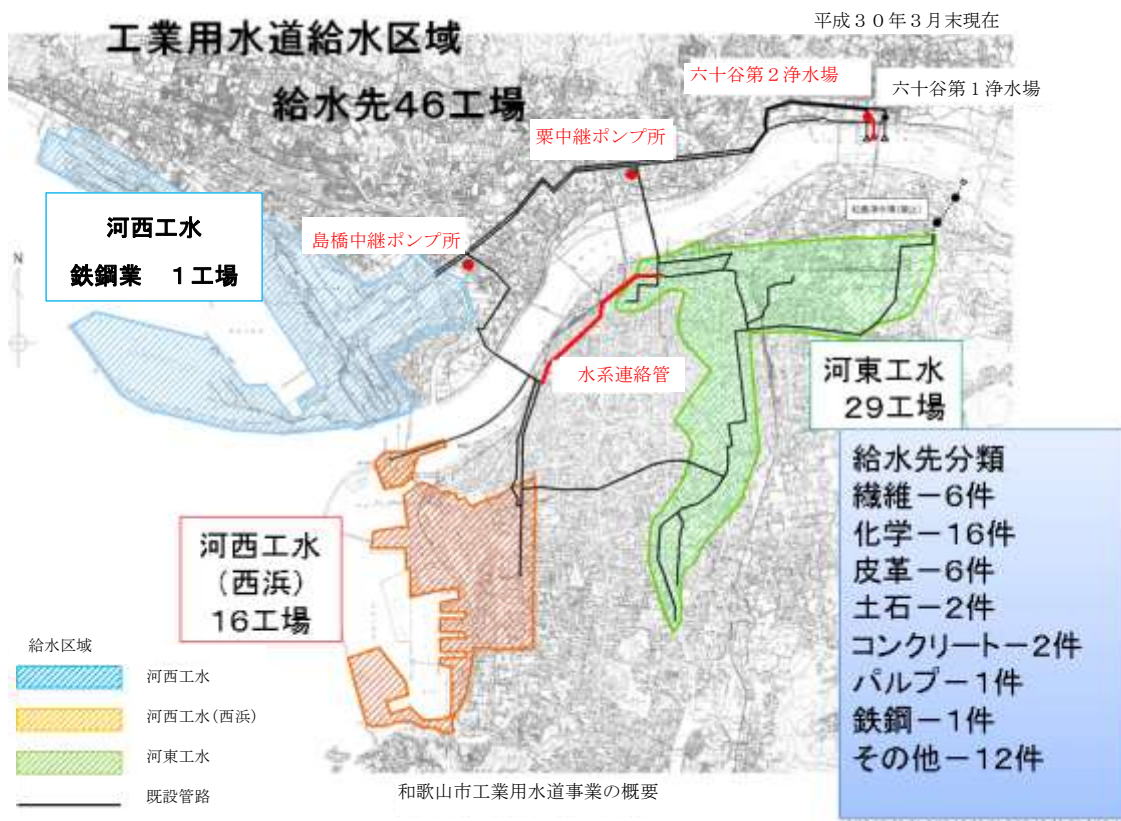 平成３０年３月末現在
工業用水道給水区域
給水先46工場
六十谷第２浄水場
六十谷第１浄水場
粟中継ポンプ所
島橋中継ポンプ所
河西工水
鉄鋼業　1工場
N
水系連絡管
河東工水
29工場
河西工水
(西浜)
16工場
給水先分類
繊維－6件
化学－16件
皮革－6件
土石－2件
コンクリート－2件
パルプ－1件
鉄鋼－1件
その他－12件
給水区域
河西工水
河西工水(西浜)
河東工水
既設管路
和歌山市工業用水道事業の概要